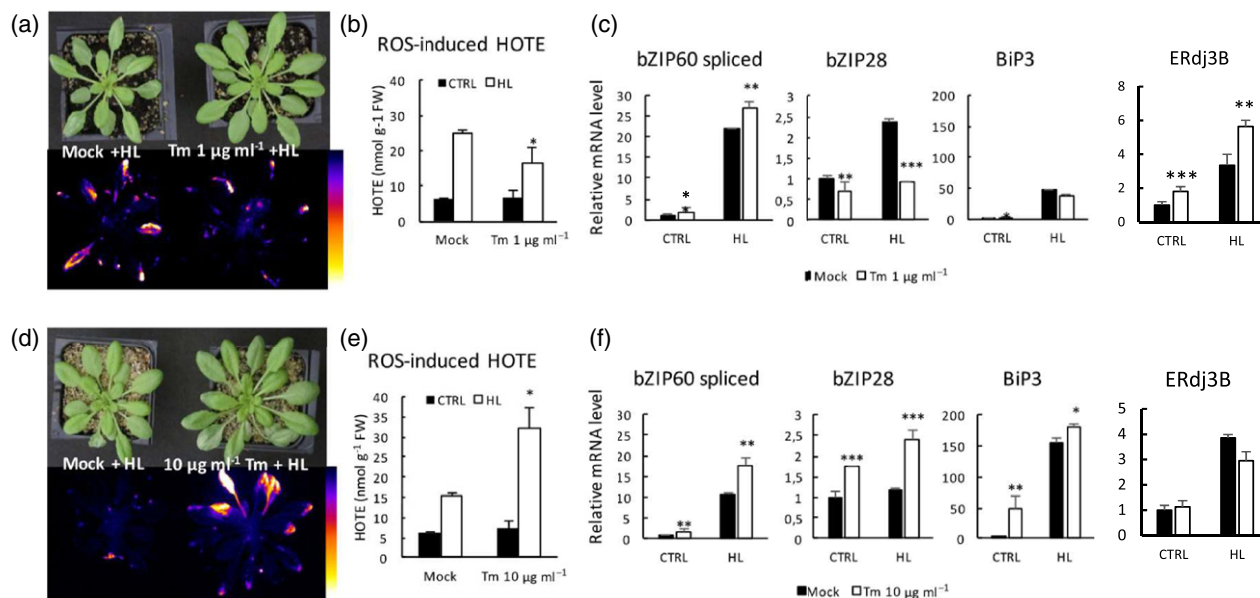 (a)
Mock +HL
Tm 1 µg ml⁻¹ +HL
(b)
ROS-induced HOTE
CTRL HL
HOTE (nmol g-1 FW)
40
30
20
10
0
*
Mock
Tm 1 µg ml⁻¹
(c)
Relative mRNA level
bZIP60 spliced
30
25
20
15
10
5
0
*
*
**
CTRL
HL
bZIP28
3
2,5
2
1,5
1
0,5
0
**
***
CTRL
HL
BiP3
200
150
100
50
0
*
CTRL
HL
ERdj3B
8
6
4
2
0
***
**
CTRL
HL
Mock Tm 1 µg ml⁻¹
(d)
Mock + HL
10 µg ml⁻¹ Tm + HL
(e)
ROS-induced HOTE
CTRL HL
HOTE (nmol g⁻¹ FW)
40
35
30
25
20
15
10
5
0
*
Mock
Tm 10 µg ml⁻¹
(f)
Relative mRNA level
bZIP60 spliced
30
25
20
15
10
5
0
**
**
CTRL
HL
bZIP28
3
2,5
2
1,5
1
0,5
0
***
***
CTRL
HL
BiP3
200
150
100
50
0
**
*
CTRL
HL
ERdj3B
5
4
3
2
1
0
CTRL
HL
Mock Tm 10 µg ml⁻¹